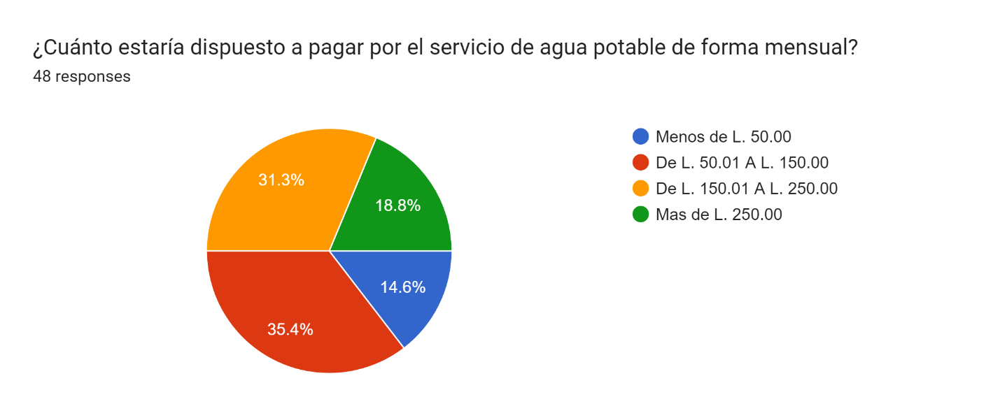 ¿Cuánto estaría dispuesto a pagar por el servicio de agua potable de forma mensual?
48 responses
31.3%
18.8%
14.6%
35.4%
Menos de L. 50.00
De L. 50.01 A L. 150.00
De L. 150.01 A L. 250.00
Mas de L. 250.00